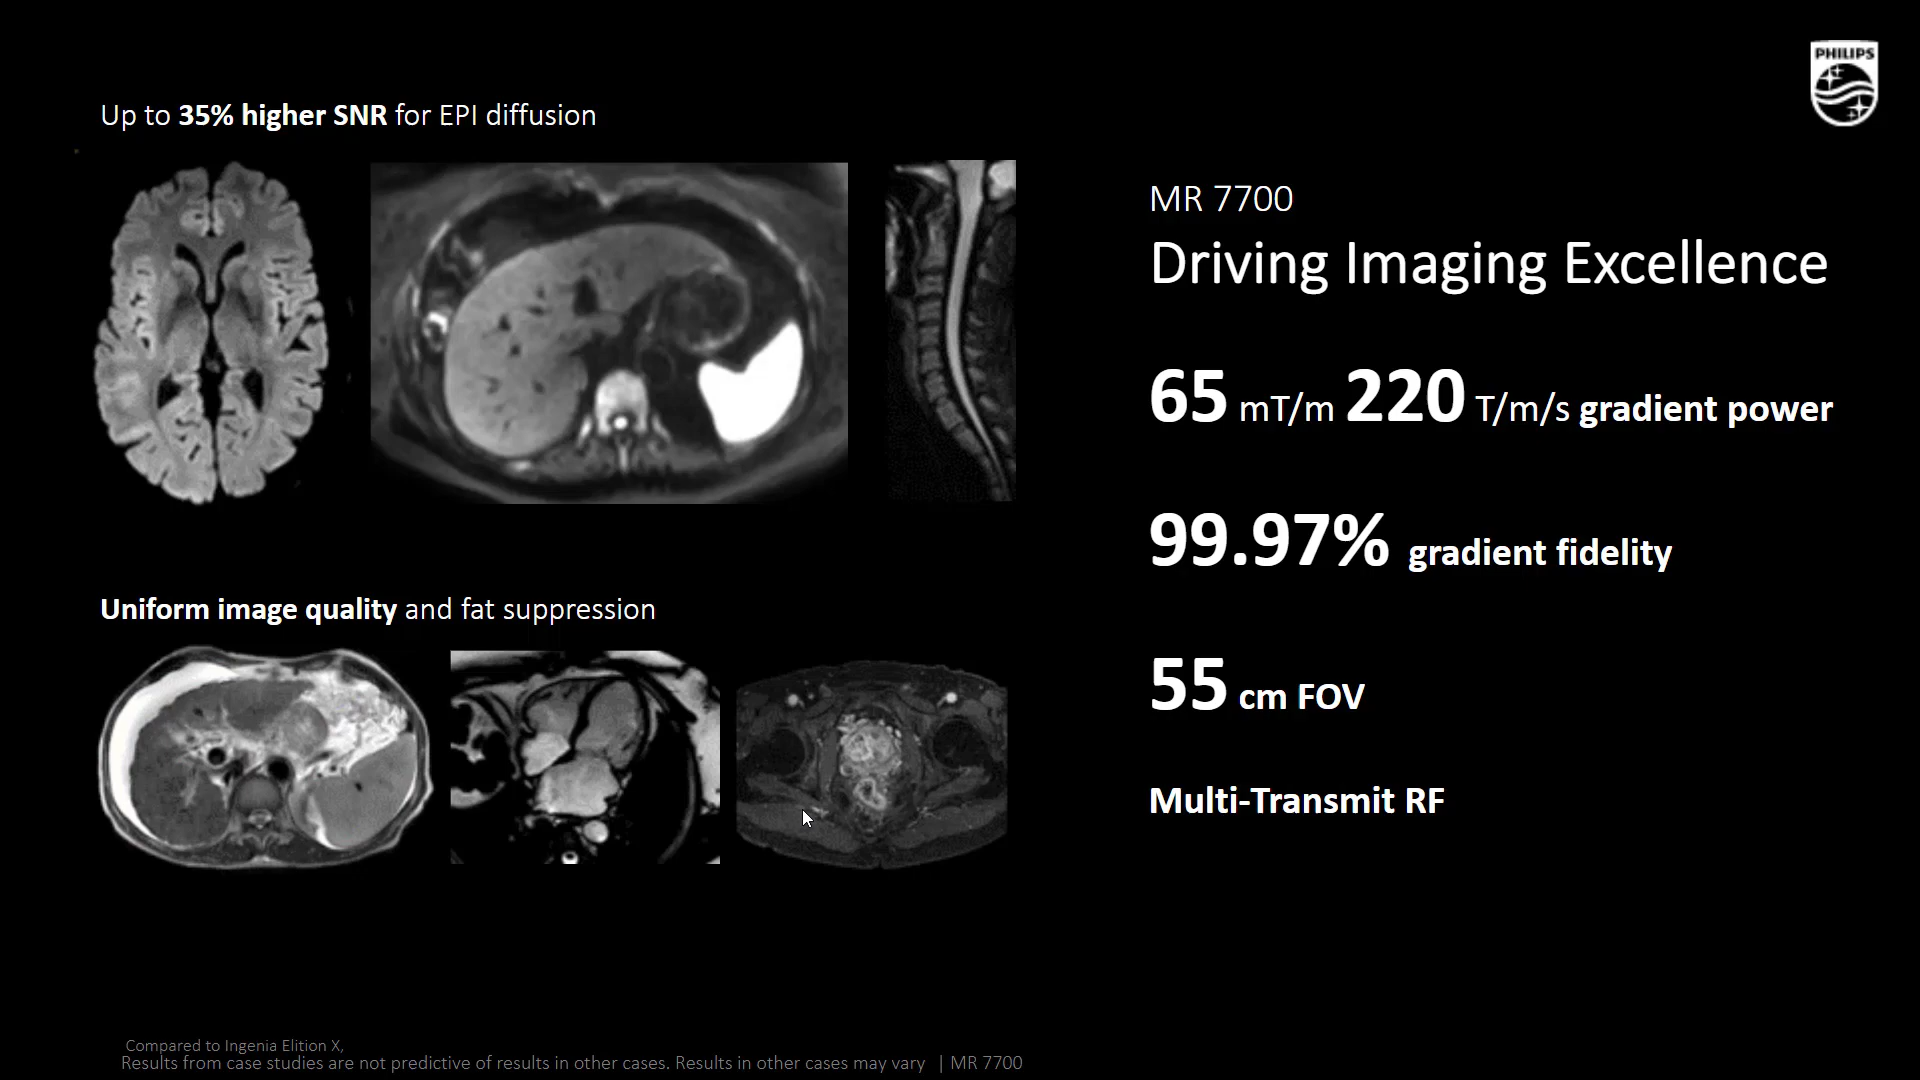 PHILIPS
Up to 35% higher SNR for EPI diffusion
MR 7700
Driving Imaging Excellence
65 mT/m 220 T/m/s gradient power
99.97% gradient fidelity
55 cm FOV
Multi-Transmit RF
Uniform image quality and fat suppression
Compared to Ingenia Elition X,
Results from case studies are not predictive of results in other cases. Results in other cases may vary | MR 7700